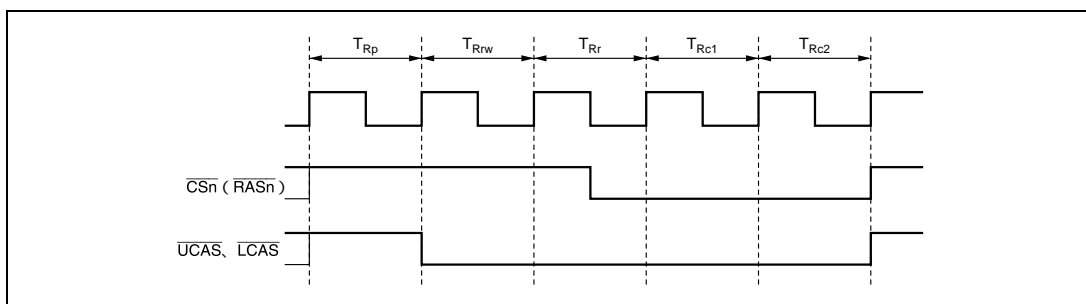 TRp TRrw TRr TRc1 TRc2
CSn（RASn）
UCAS、LCAS